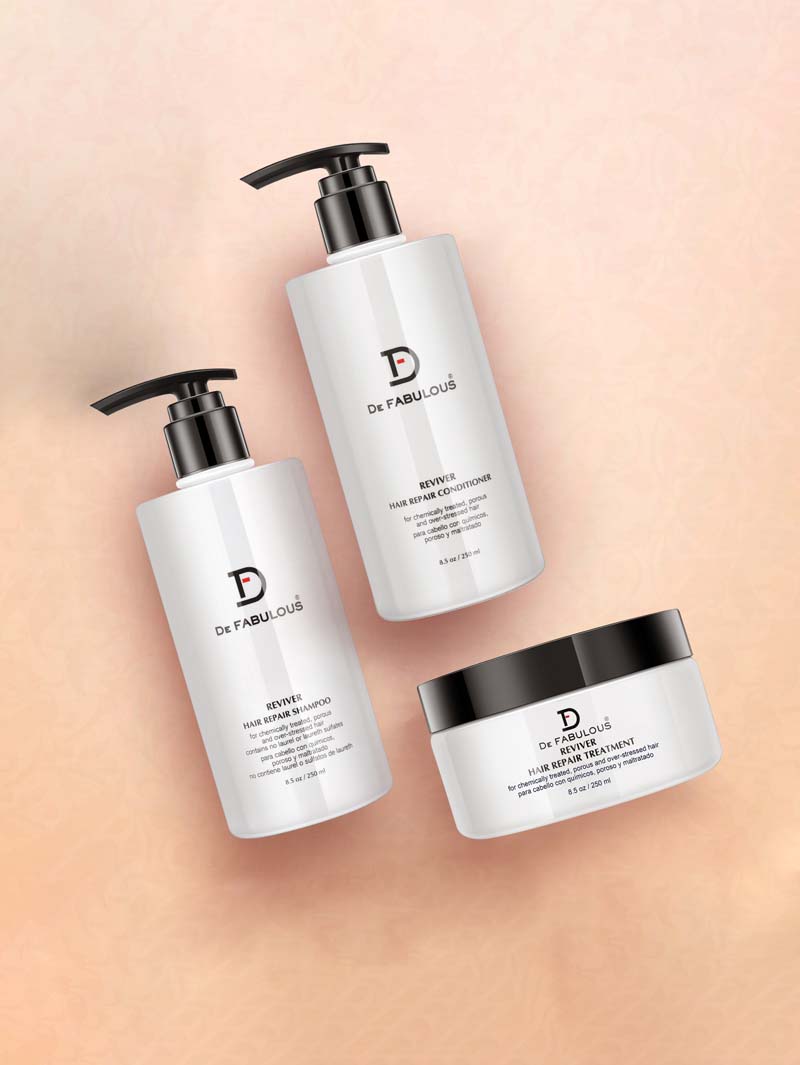 DE FABULOUS®
REVIVER
HAIR REPAIR CONDITIONER
for chemically treated, porous
and over-stressed hair
para cabello con quimicos,
poroso y maltratado
8.5 oz / 250 ml
DE FABULOUS®
REVIVER
HAIR REPAIR SHAMPOO
for chemically treated, porous
and over-stressed hair
contains no laurel or laureth sulfates
para cabello con quimicos,
poroso y maltratado
no contiene laurel o sulfatos de laureth
8.5 oz / 250 ml
DE FABULOUS®
REVIVER
HAIR REPAIR TREATMENT
for chemically treated, porous and over-stressed hair
para cabello con quimicos, poroso y maltratado
8.5 oz / 250 ml